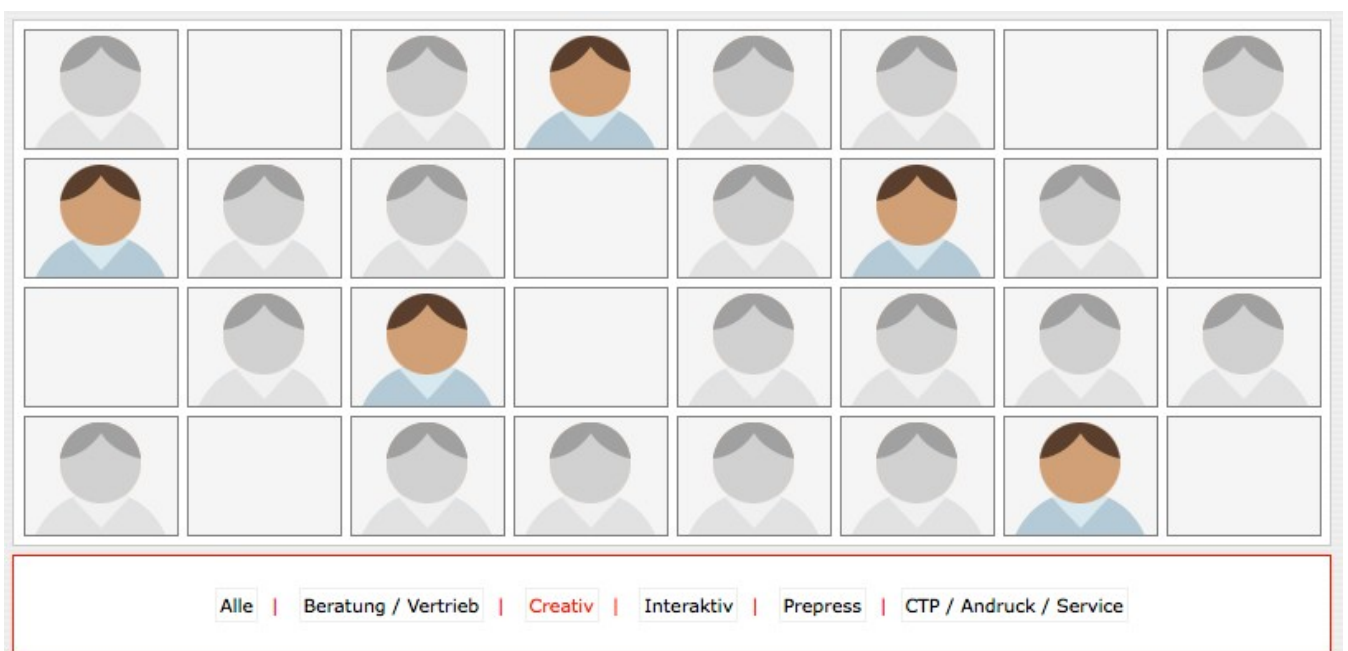 Alle | Beratung / Vertrieb | Creativ | Interaktiv | Prepress | CTP / Andruck / Service